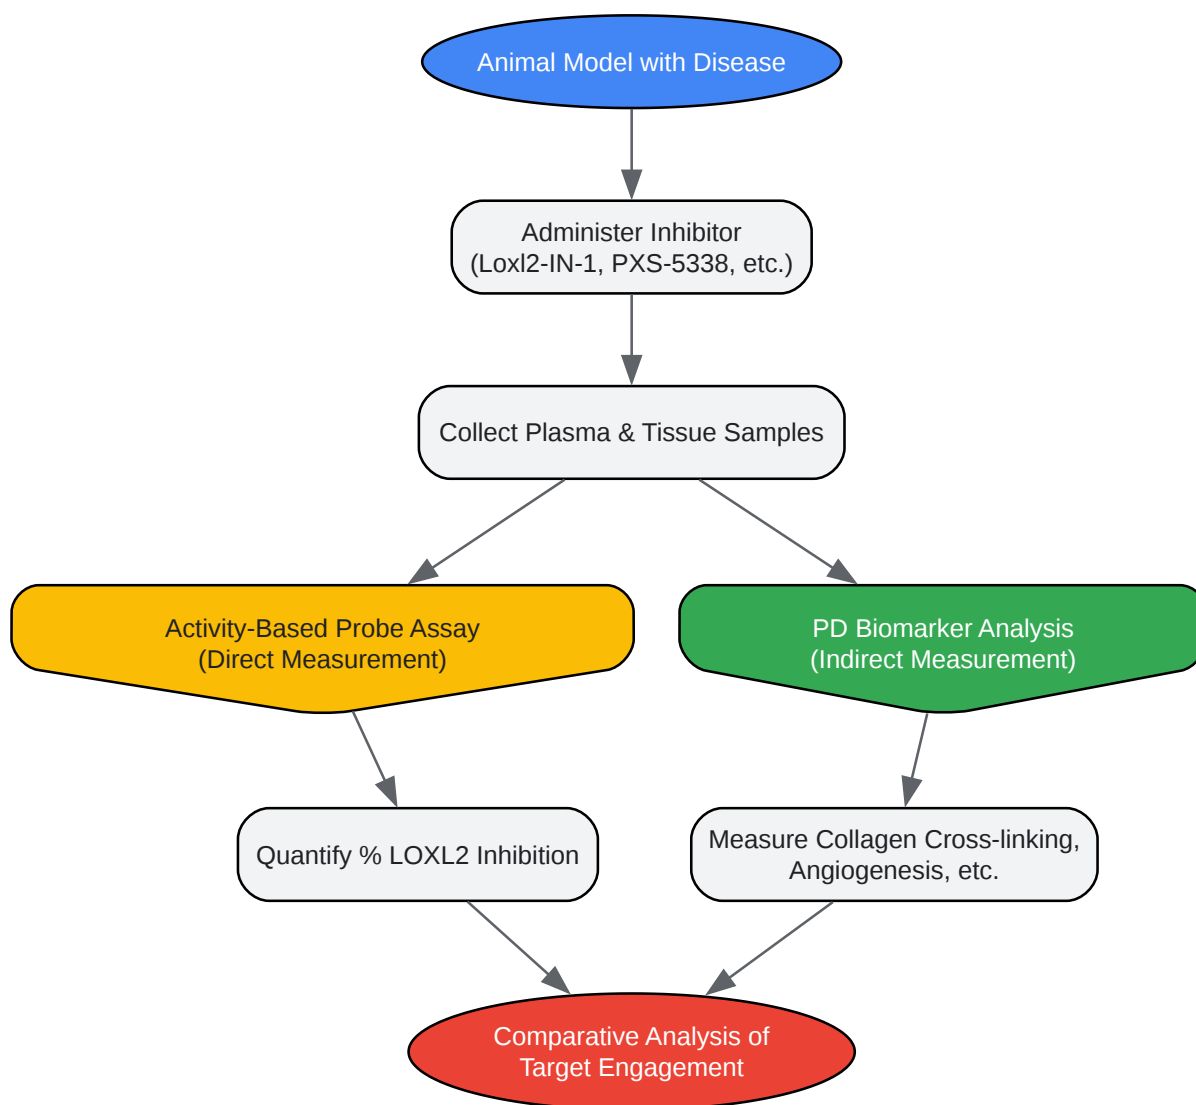 Animal Model with Disease
Administer Inhibitor
(Loxl2-IN-1, PXS-5338, etc.)
Collect Plasma & Tissue Samples
Activity-Based Probe Assay
(Direct Measurement)
PD Biomarker Analysis
(Indirect Measurement)
Quantify % LOXL2 Inhibition
Measure Collagen Cross-linking,
Angiogenesis, etc.
Comparative Analysis of
Target Engagement